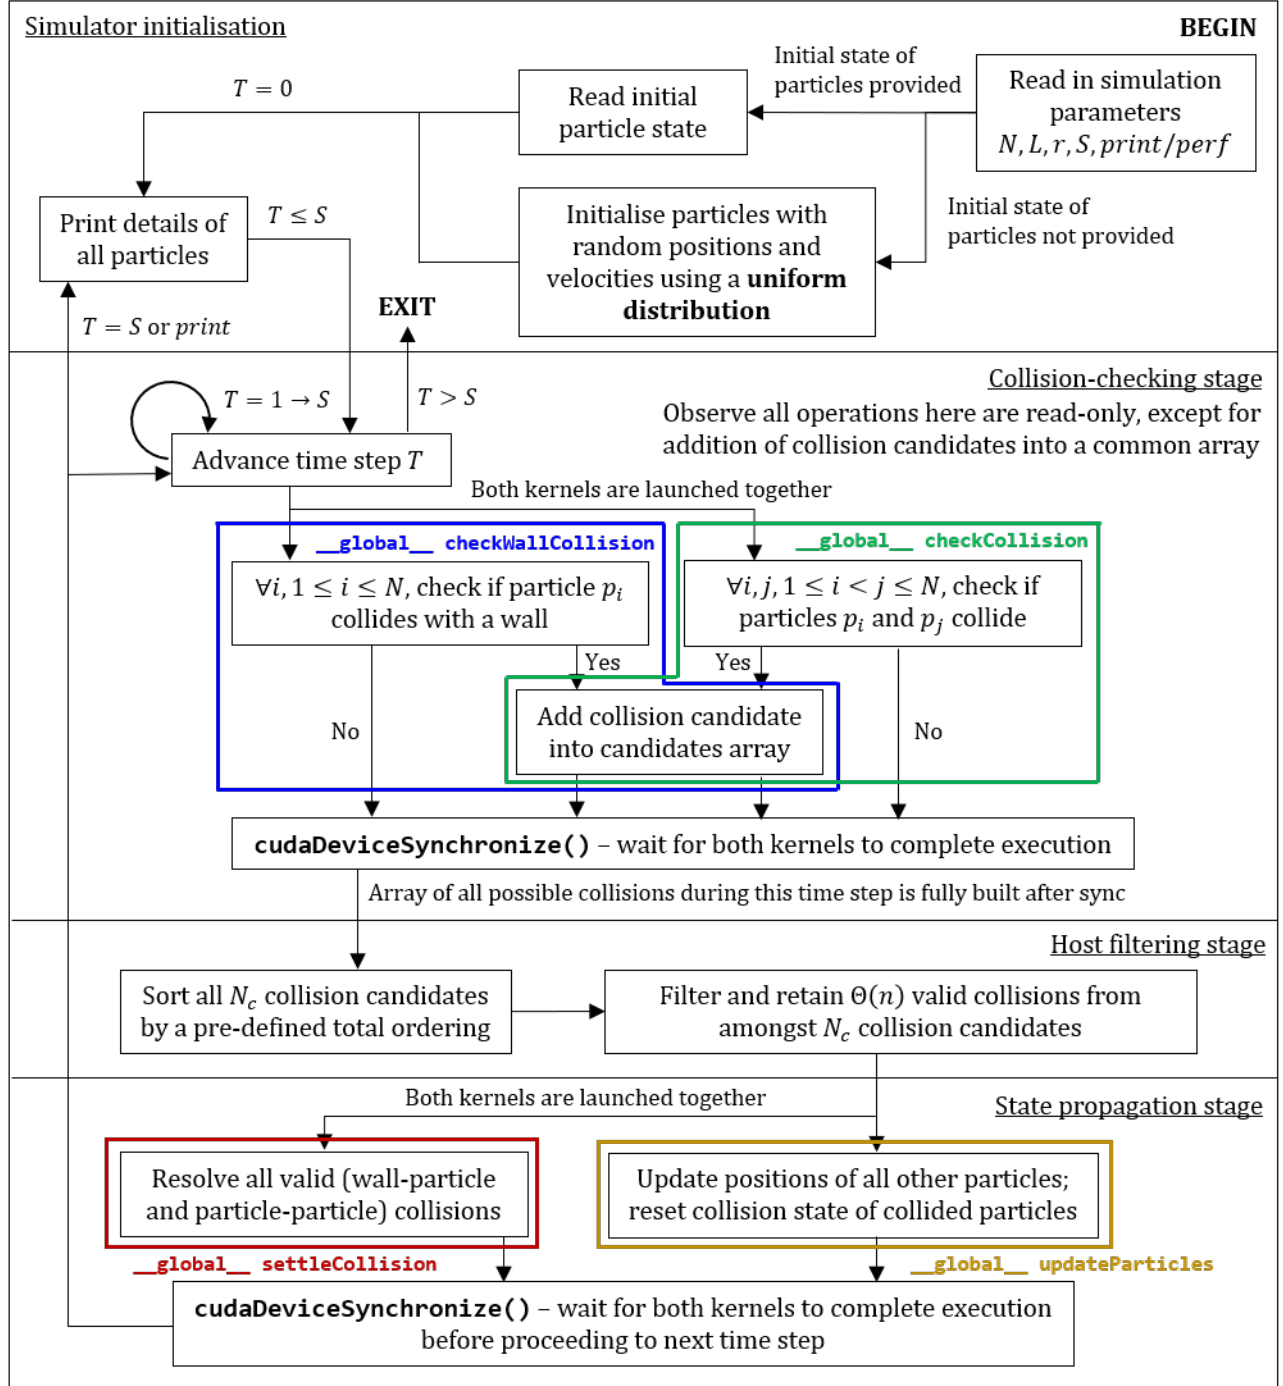 Simulator initialisation
BEGIN
Initial state of
particles provided
Read in simulation
parameters
N, L, r, S, print/perf
Read initial
particle state
T = 0
Initial state of
particles not provided
Initialise particles with
random positions and
velocities using a uniform
distribution
Print details of
all particles
T ≤ S
EXIT
T = S or print
Collision-checking stage
Observe all operations here are read-only, except for
addition of collision candidates into a common array
T = 1 → S
T > S
Advance time step T
Both kernels are launched together
__global__ checkWallCollision
__global__ checkCollision
∀i, 1 ≤ i ≤ N, check if particle pᵢ
collides with a wall
∀i, j, 1 ≤ i < j ≤ N, check if
particles pᵢ and pⱼ collide
Yes
Yes
Add collision candidate
into candidates array
No
No
cudaDeviceSynchronize() – wait for both kernels to complete execution
Array of all possible collisions during this time step is fully built after sync
Host filtering stage
Sort all N_c collision candidates
by a pre-defined total ordering
Filter and retain Θ(n) valid collisions from
amongst N_c collision candidates
Both kernels are launched together
State propagation stage
Resolve all valid (wall-particle
and particle-particle) collisions
Update positions of all other particles;
reset collision state of collided particles
__global__ settleCollision
__global__ updateParticles
cudaDeviceSynchronize() – wait for both kernels to complete execution
before proceeding to next time step